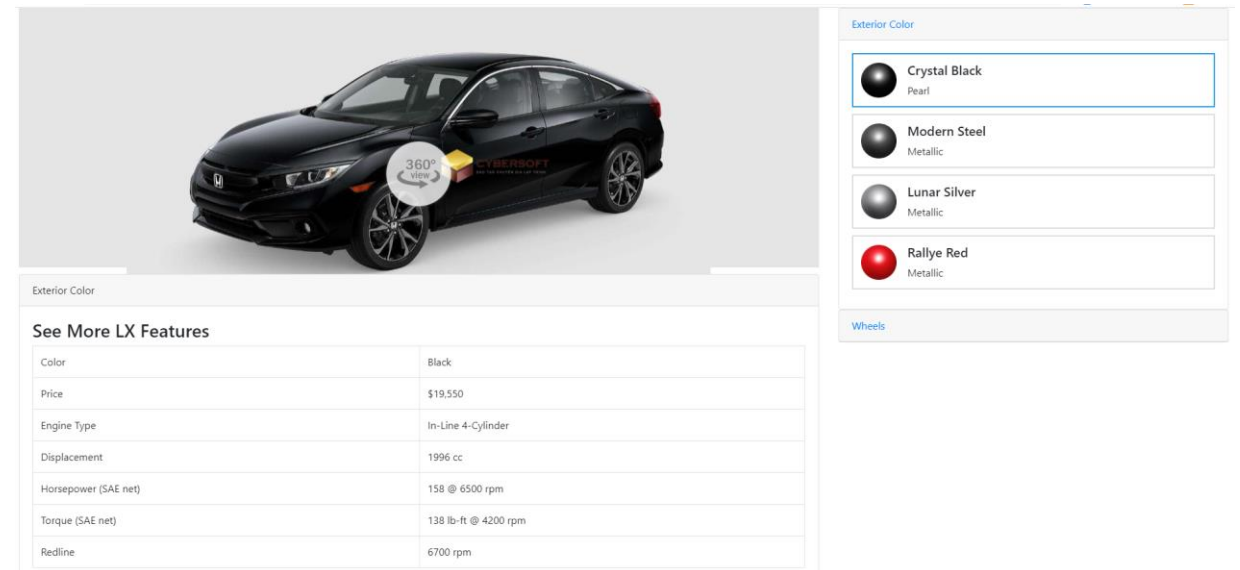 360°
view
CYBERSOFT
Exterior Color
See More LX Features
Color Black
Price $19,550
Engine Type In-Line 4-Cylinder
Displacement 1996 cc
Horsepower (SAE net) 158 @ 6500 rpm
Torque (SAE net) 138 lb-ft @ 4200 rpm
Redline 6700 rpm
Exterior Color
Crystal Black
Pearl
Modern Steel
Metallic
Lunar Silver
Metallic
Rallye Red
Metallic
Wheels